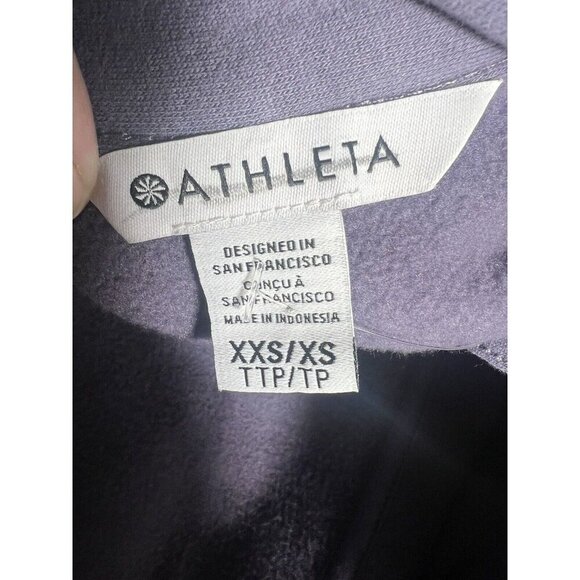 ATHLETA
DESIGNED IN
SAN FRANCISCO
CONÇU À
SAN FRANCISCO
MADE IN INDONESIA
XXS/XS
TTP/TP